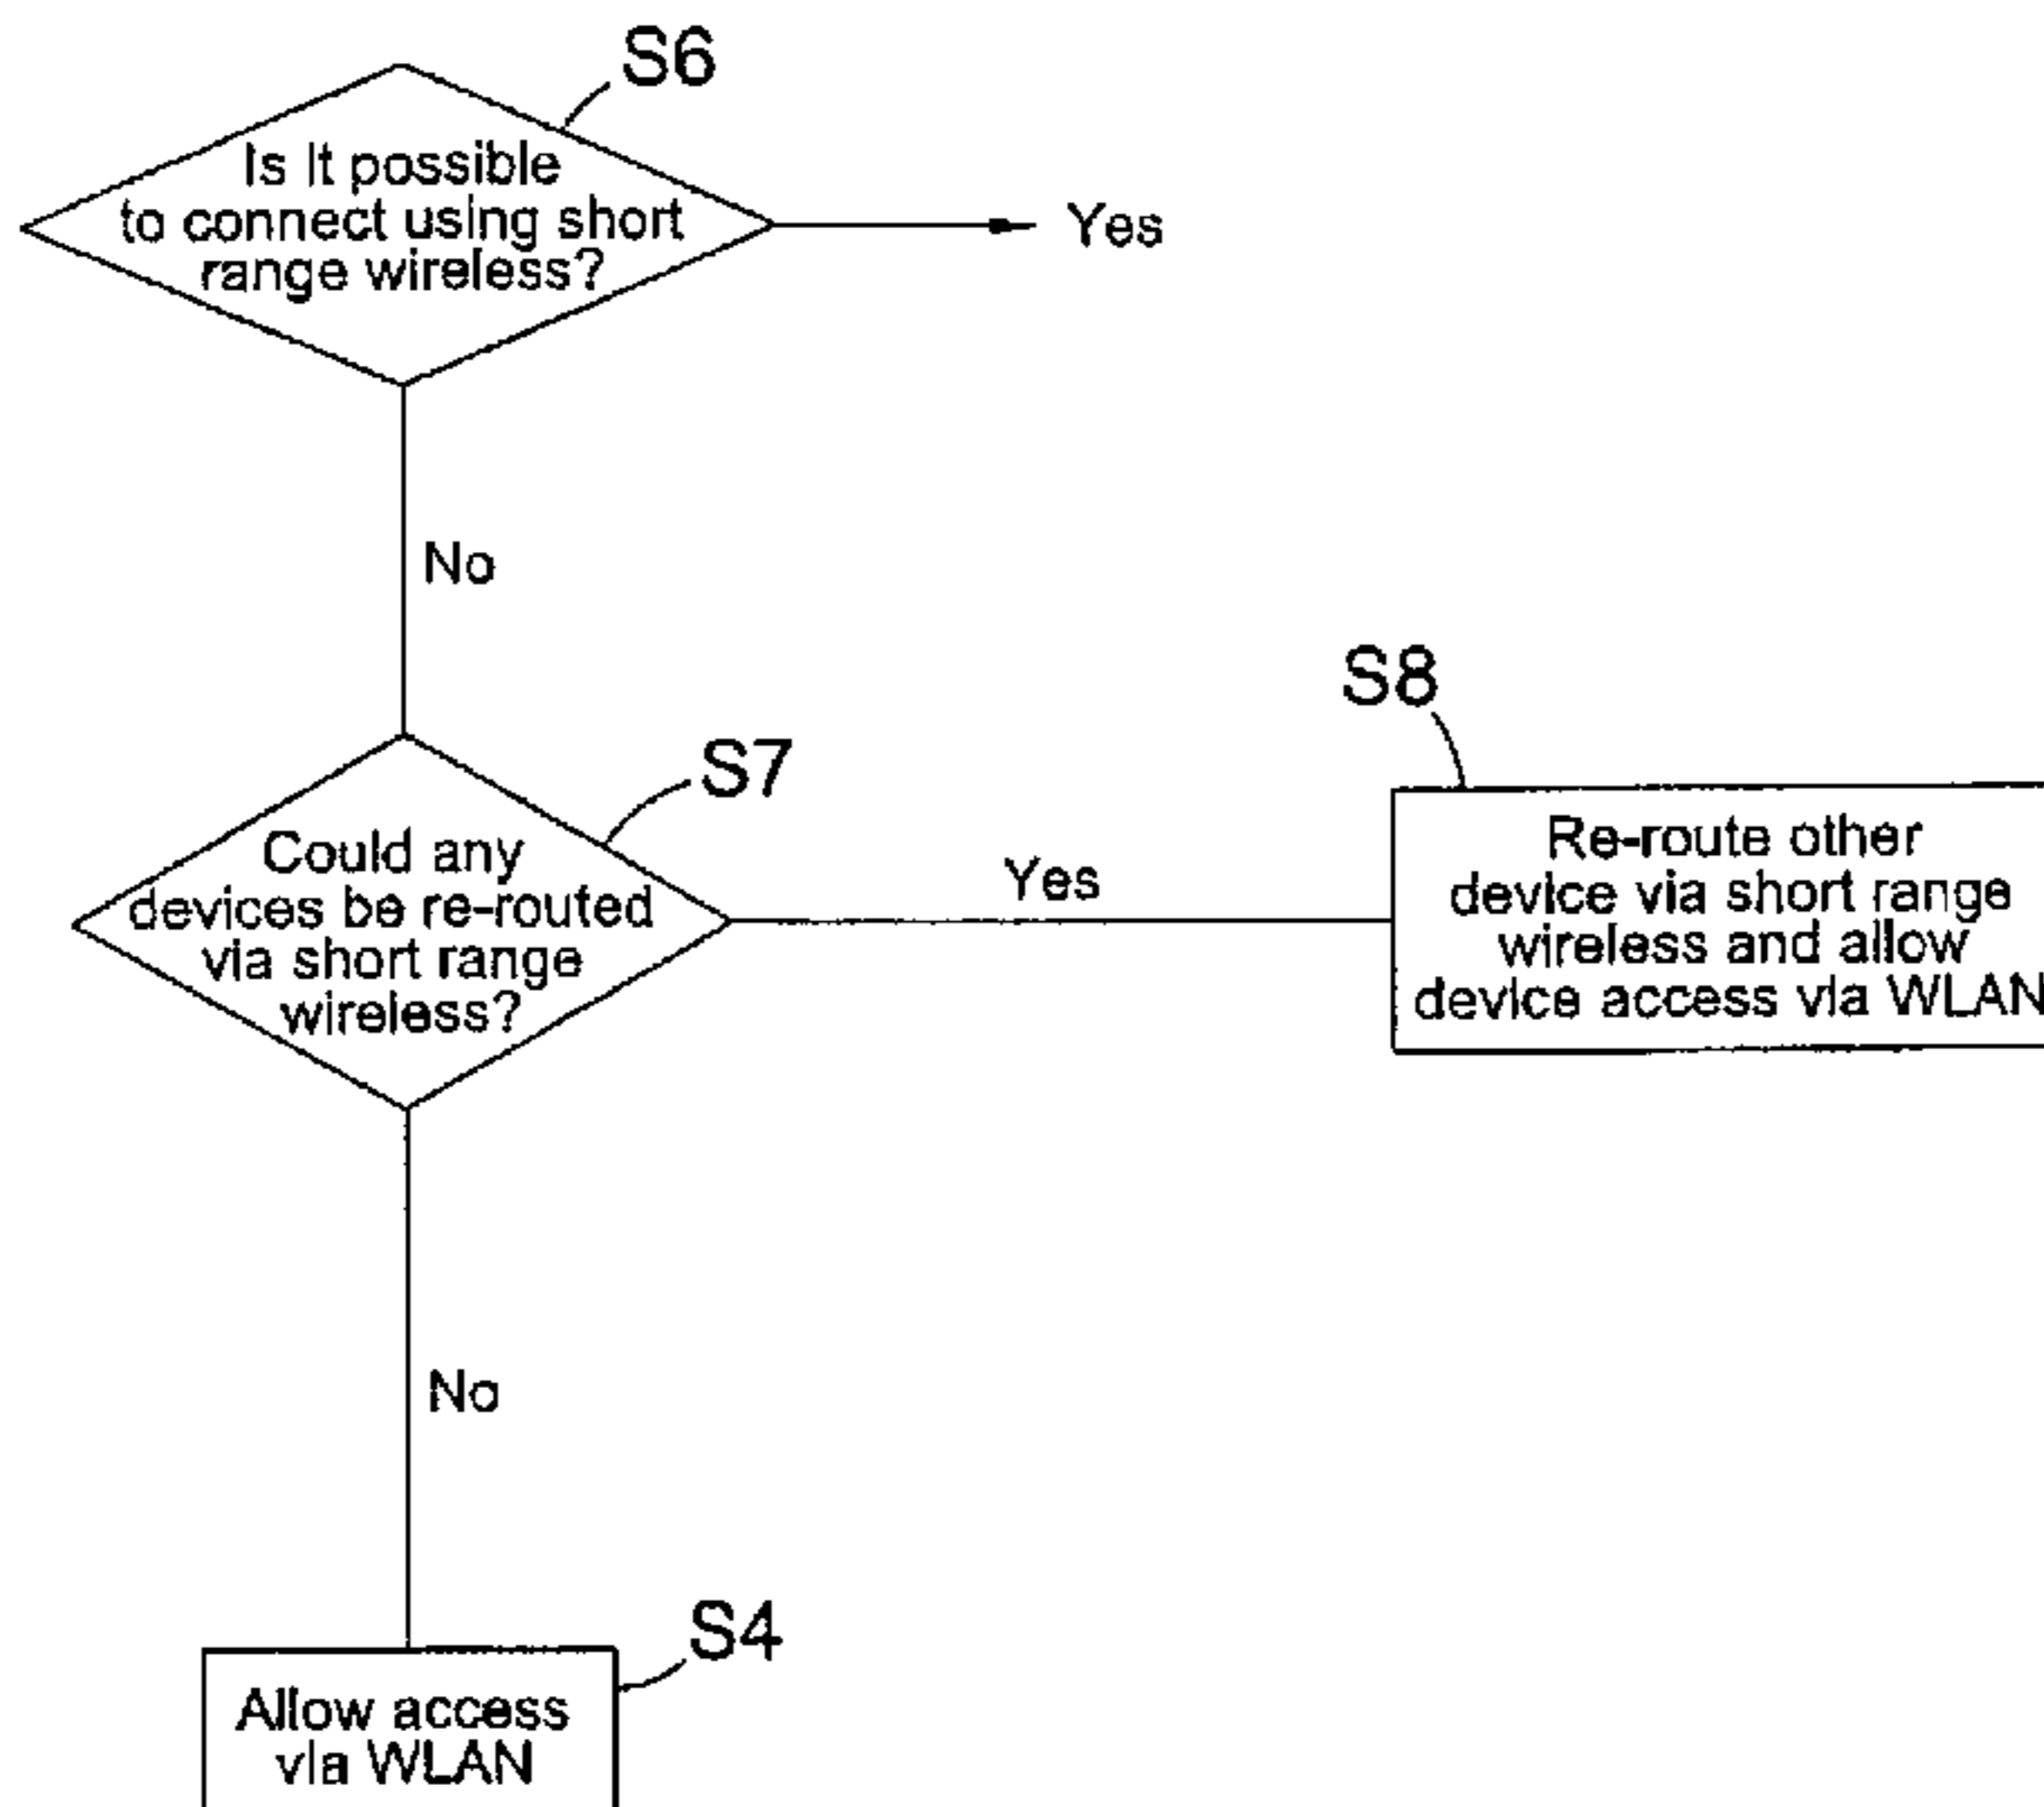 S6
Is It possible
to connect using short
range wireless?
Yes
No
S8
S7
Re-route other
device via short range
wireless and allow
device access via WLAN
Could any
devices be re-routed
via short range
wireless?
Yes
No
S4
Allow access
via WLAN